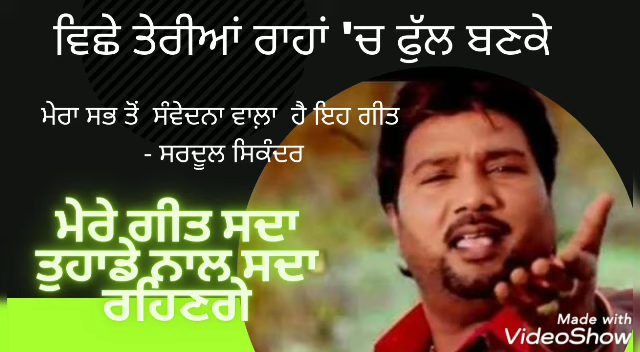 ਵਿਛੇ ਤੇਰੀਆਂ ਰਾਹਾਂ 'ਚ ਫੁੱਲ ਬਣਕੇ
ਮੇਰਾ ਸਭ ਤੋਂ ਸੰਵੇਦਨਾ ਵਾਲਾ਼ ਹੈ ਇਹ ਗੀਤ
- ਸਰਦੂਲ ਸਿਕੰਦਰ
ਮੇਰੇ ਗੀਤ ਸਦਾ
ਤੁਹਾਡੇ ਨਾਲ ਸਦਾ
ਰਹਿਣਗੇ
Made with
VideoShow